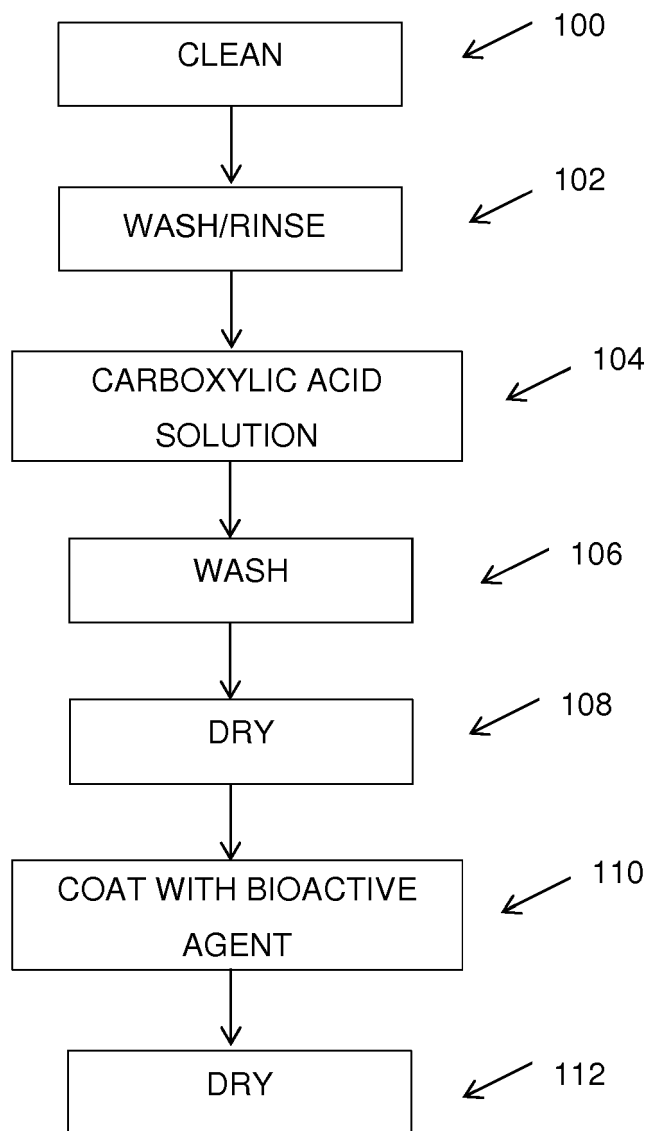 CLEAN
100
WASH/RINSE
102
CARBOXYLIC ACID
SOLUTION
104
WASH
106
DRY
108
COAT WITH BIOACTIVE
AGENT
110
DRY
112